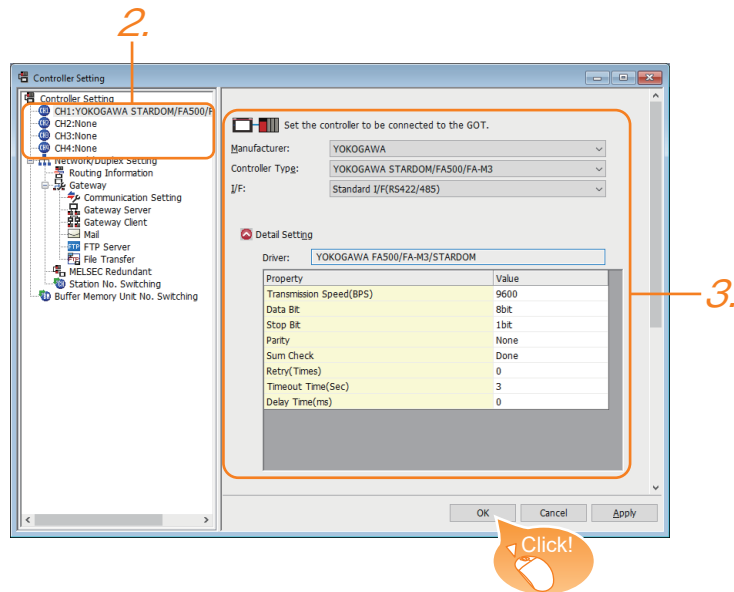 2.
Controller Setting
Controller Setting
CH1:YOKOGAWA STARDOM/FA500/F
CH2:None
CH3:None
CH4:None
Network/Duplex Setting
Routing Information
Gateway
Communication Setting
Gateway Server
Gateway Client
Mail
FTP FTP Server
File Transfer
MELSEC Redundant
Station No. Switching
Buffer Memory Unit No. Switching
Set the controller to be connected to the GOT.
Manufacturer: YOKOGAWA
Controller Type: YOKOGAWA STARDOM/FA500/FA-M3
I/F: Standard I/F(RS422/485)
Detail Setting
Driver: YOKOGAWA FA500/FA-M3/STARDOM
Property Value
Transmission Speed(BPS) 9600
Data Bit 8bit
Stop Bit 1bit
Parity None
Sum Check Done
Retry(Times) 0
Timeout Time(Sec) 3
Delay Time(ms) 0
3.
OK Cancel Apply
Click!